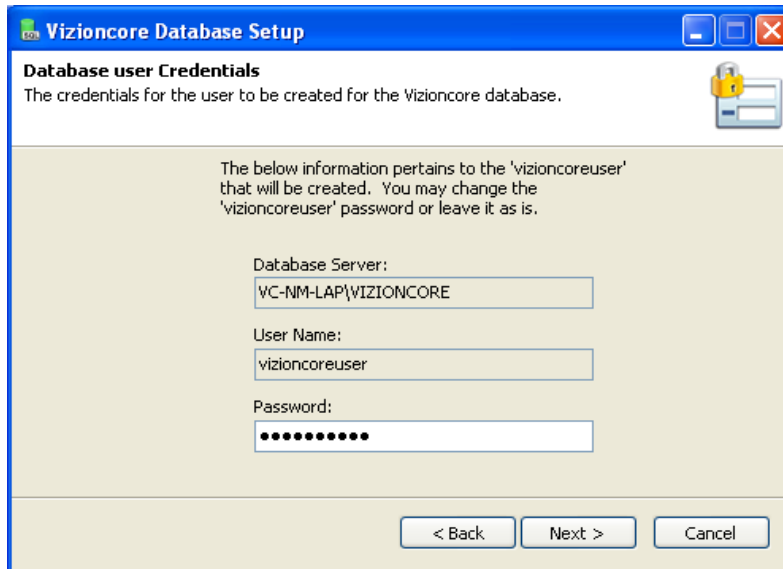 SQL
Vizioncore Database Setup
Database user Credentials
The credentials for the user to be created for the Vizioncore database.
The below information pertains to the 'vizioncoreuser'
that will be created.  You may change the
'vizioncoreuser' password or leave it as is.
Database Server:
VC-NM-LAP\VIZIONCORE
User Name:
vizioncoreuser
Password:
●●●●●●●●●●
< Back
Next >
Cancel